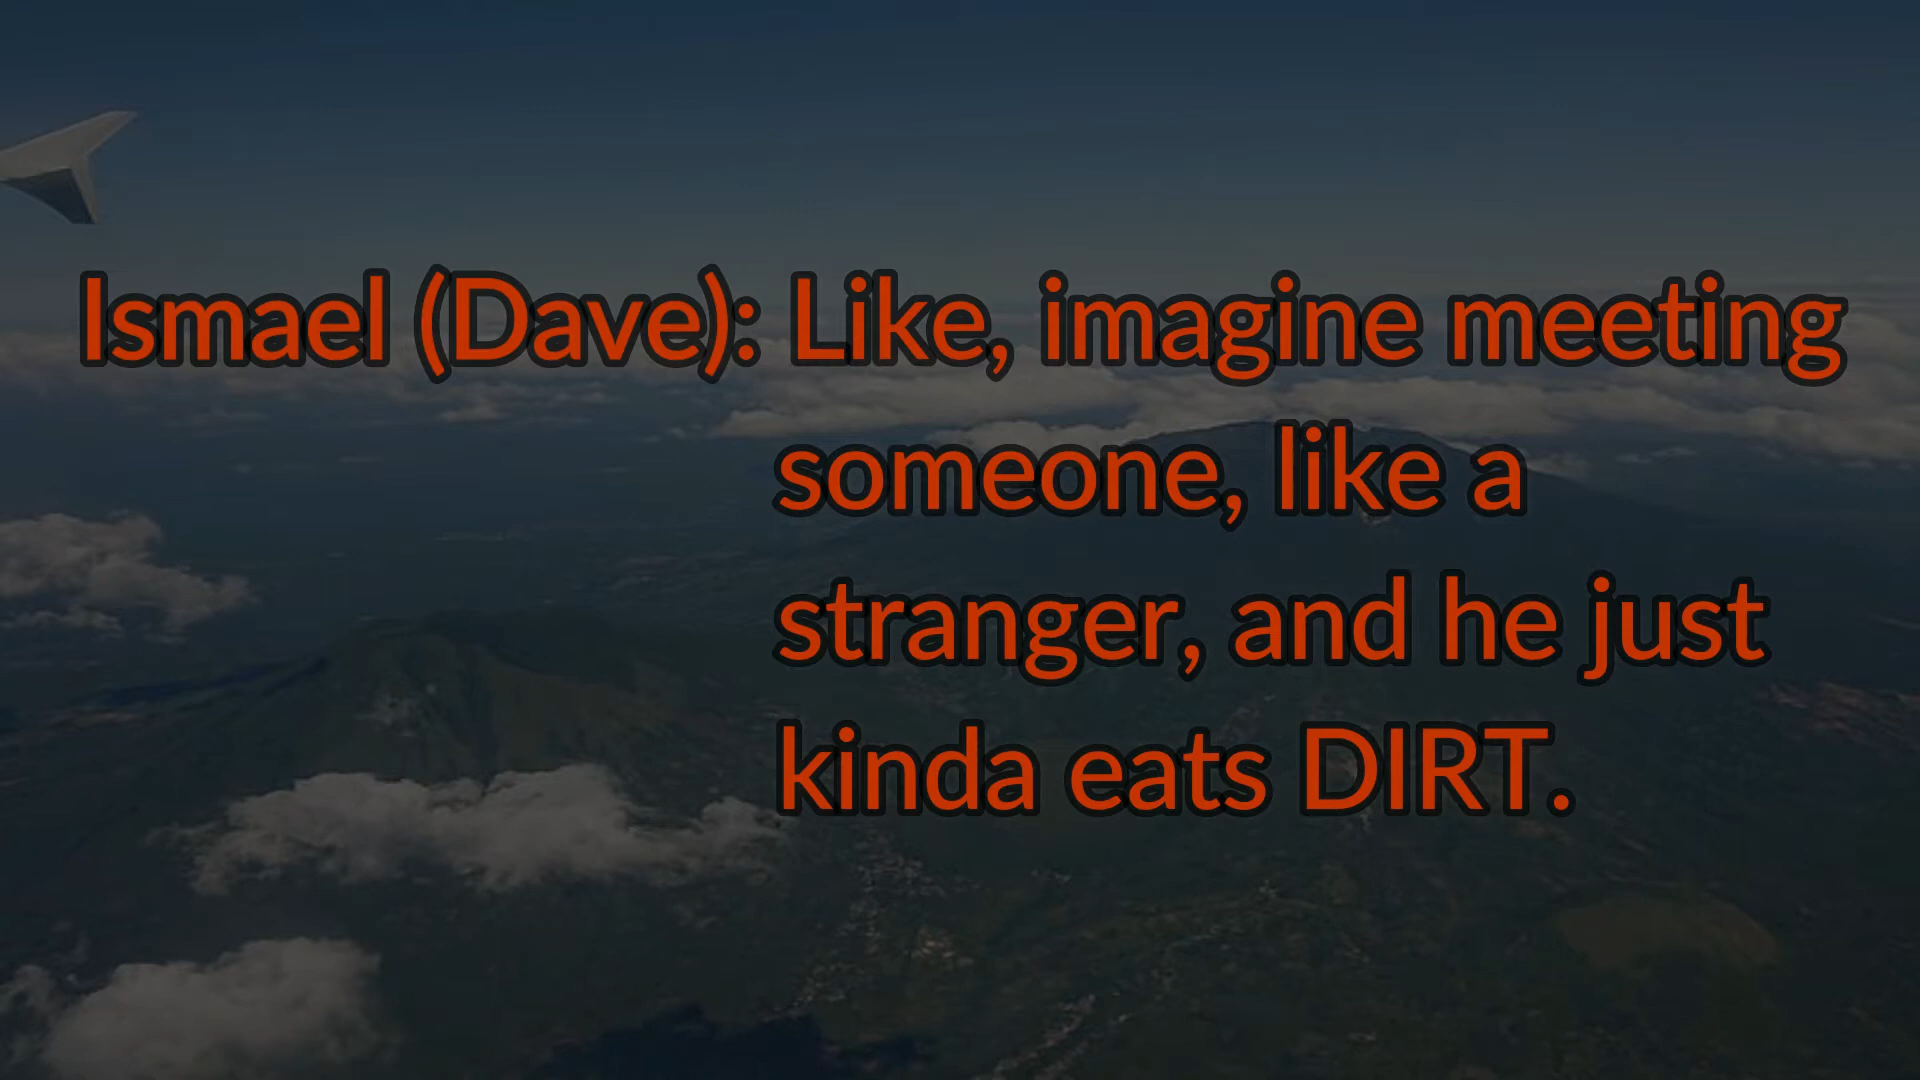 Ismael (Dave): Like, imagine meeting
someone, like a
stranger, and he just
kinda eats DIRT.